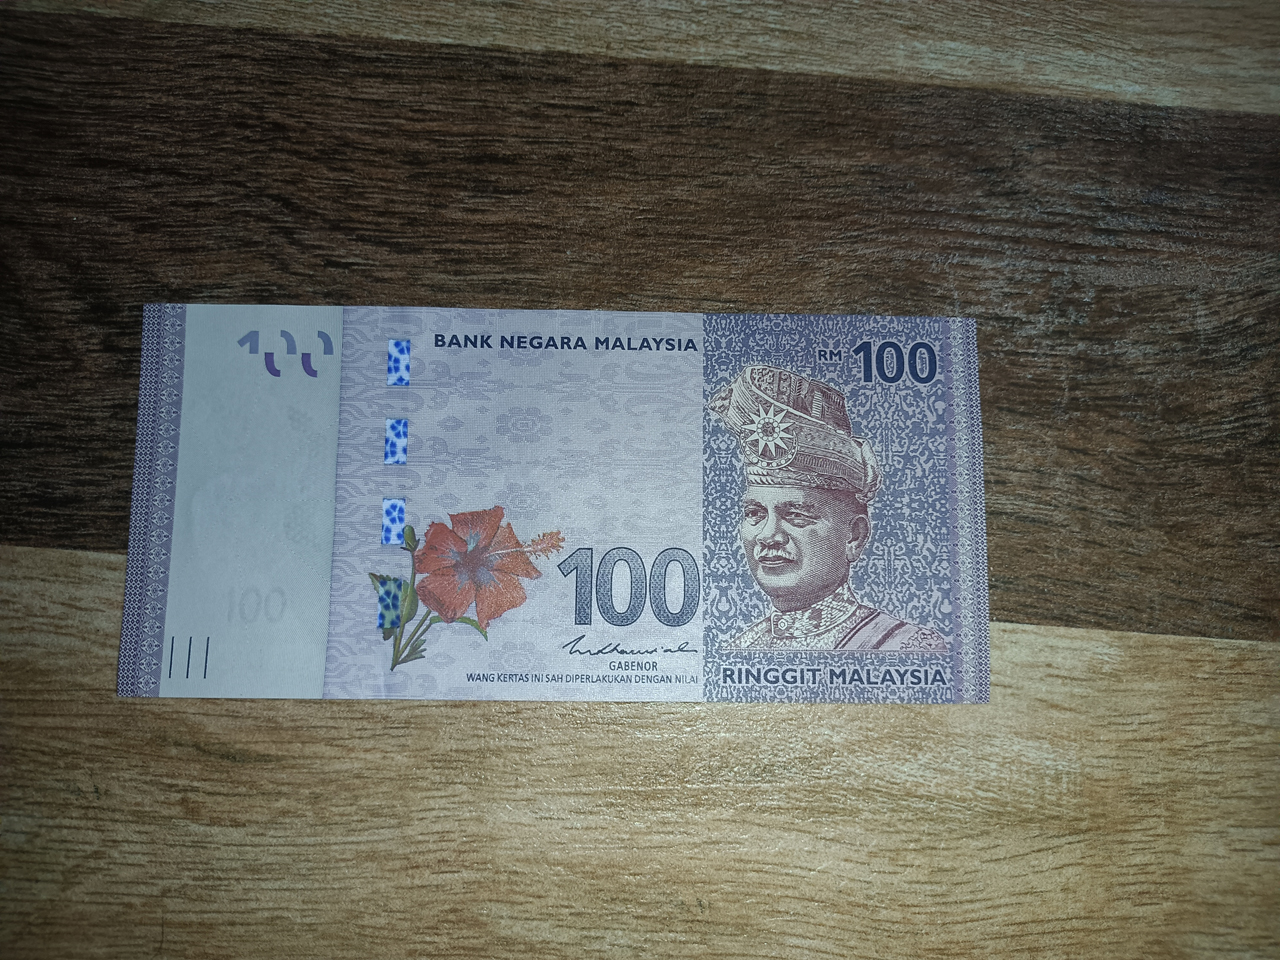 100
BANK NEGARA MALAYSIA
RM 100
100
100
GABENOR
WANG KERTAS INI SAH DIPERLAKUKAN DENGAN NILAI
RINGGIT MALAYSIA